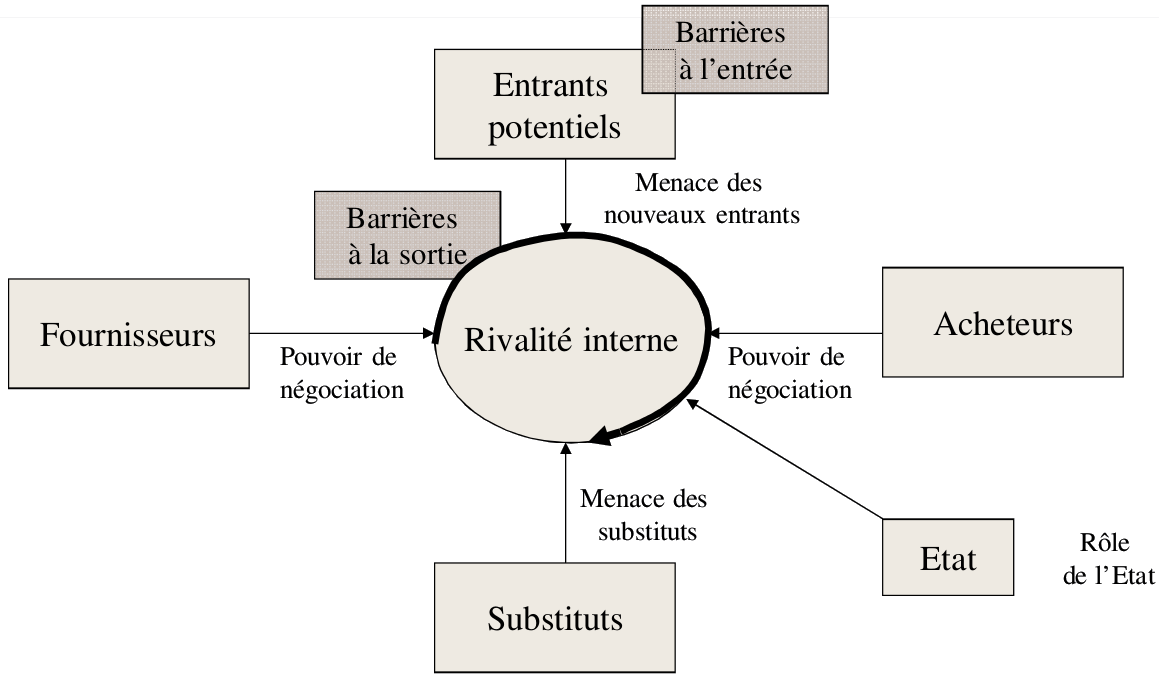 Barrières
à l’entrée
Entrants
potentiels
Menace des
nouveaux entrants
Barrières
à la sortie
Fournisseurs
Pouvoir de
négociation
Rivalité interne
Acheteurs
Pouvoir de
négociation
Menace des
substituts
Substituts
Etat
Rôle
de l’Etat